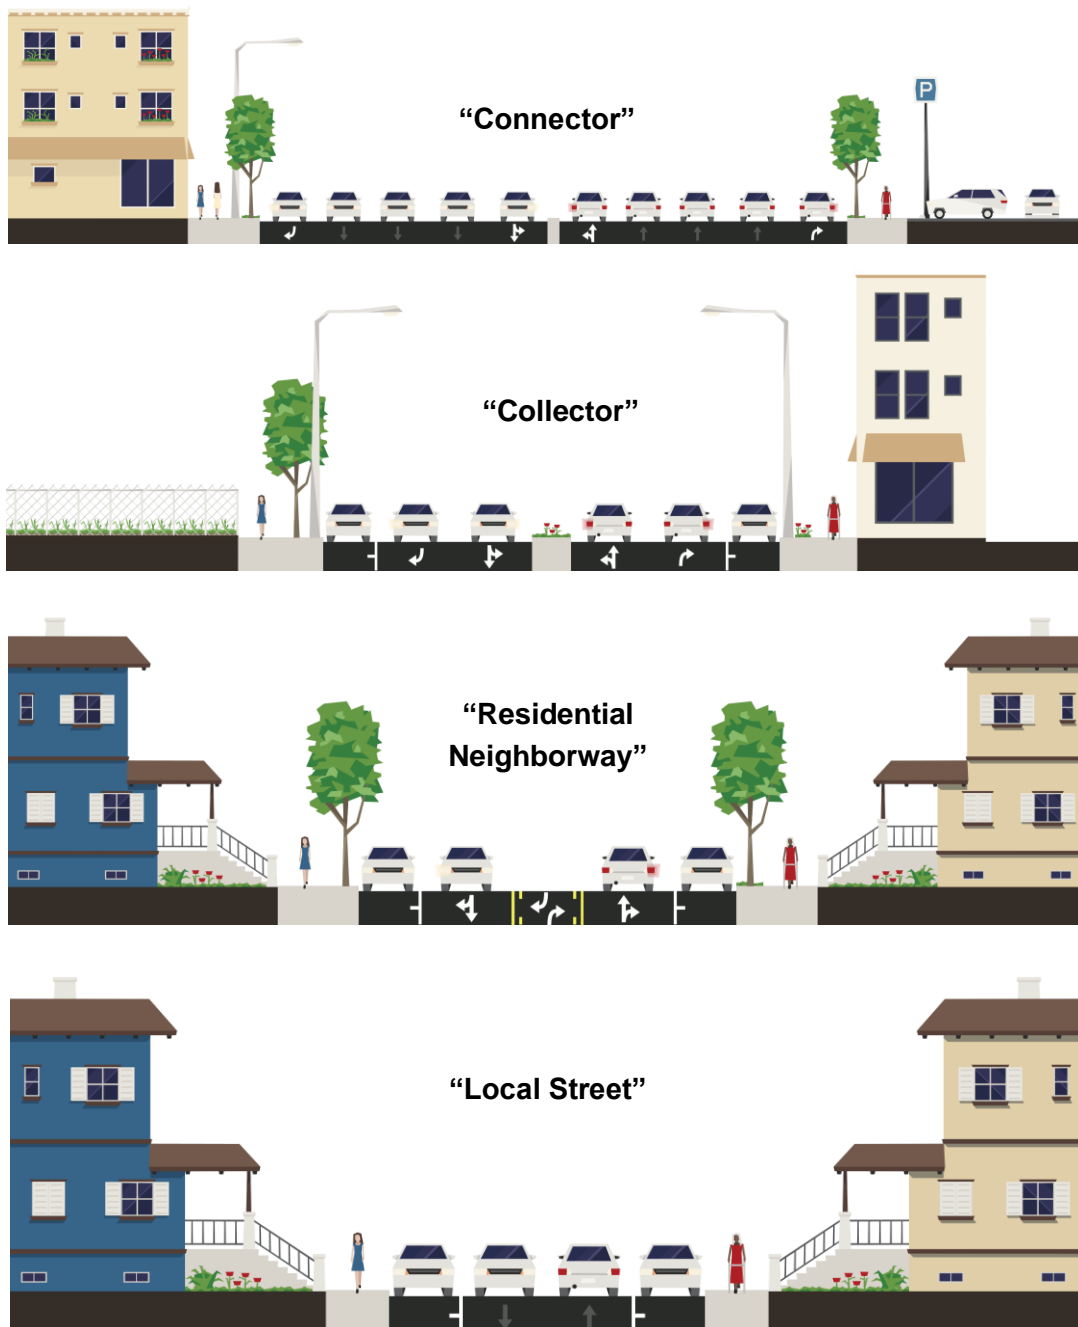 P
“Connector”
“Collector”
“Residential
Neighborway”
“Local Street”